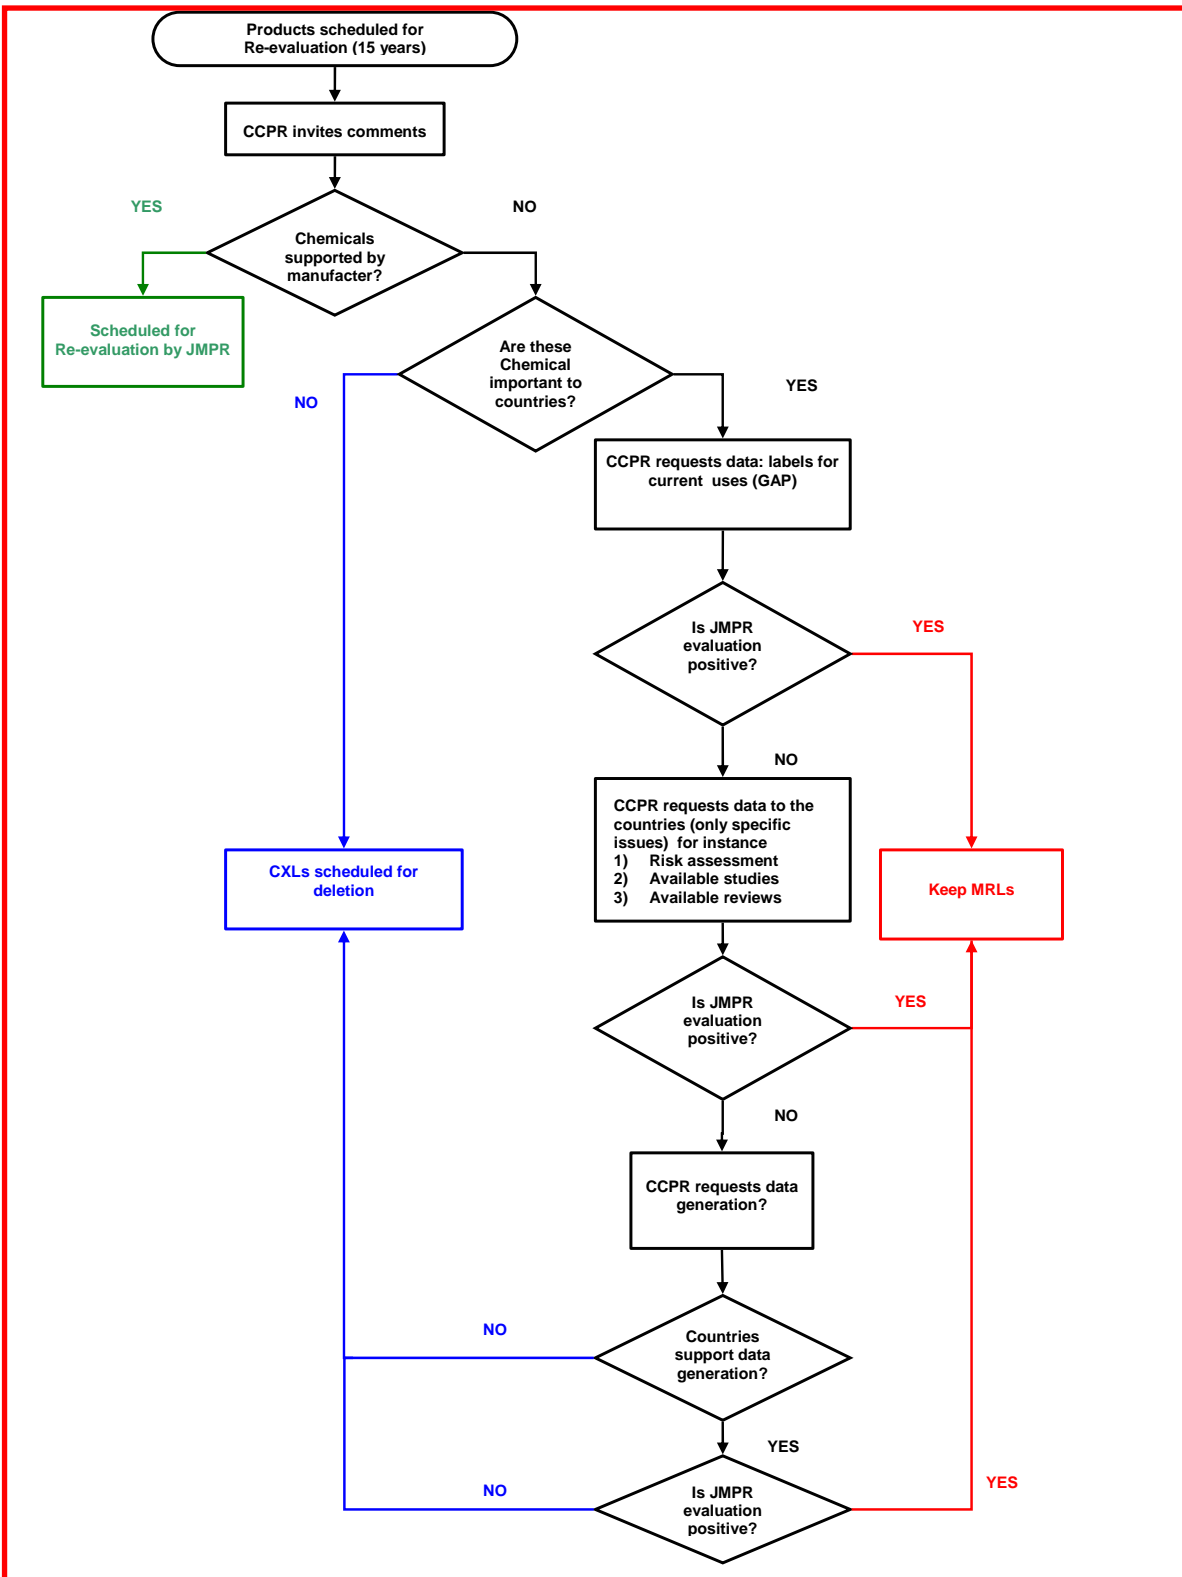 Products scheduled for
Re-evaluation (15 years)
CCPR invites comments
YES
NO
Chemicals
supported by
manufacter?
Scheduled for
Re-evaluation by JMPR
Are these
Chemical
important to
countries?
NO
YES
CCPR requests data: labels for
current uses (GAP)
Is JMPR
evaluation
positive?
YES
NO
CCPR requests data to the
countries (only specific
issues) for instance
1) Risk assessment
2) Available studies
3) Available reviews
CXLs scheduled for
deletion
Keep MRLs
Is JMPR
evaluation
positive?
YES
NO
CCPR requests data
generation?
NO
Countries
support data
generation?
YES
NO
Is JMPR
evaluation
positive?
YES